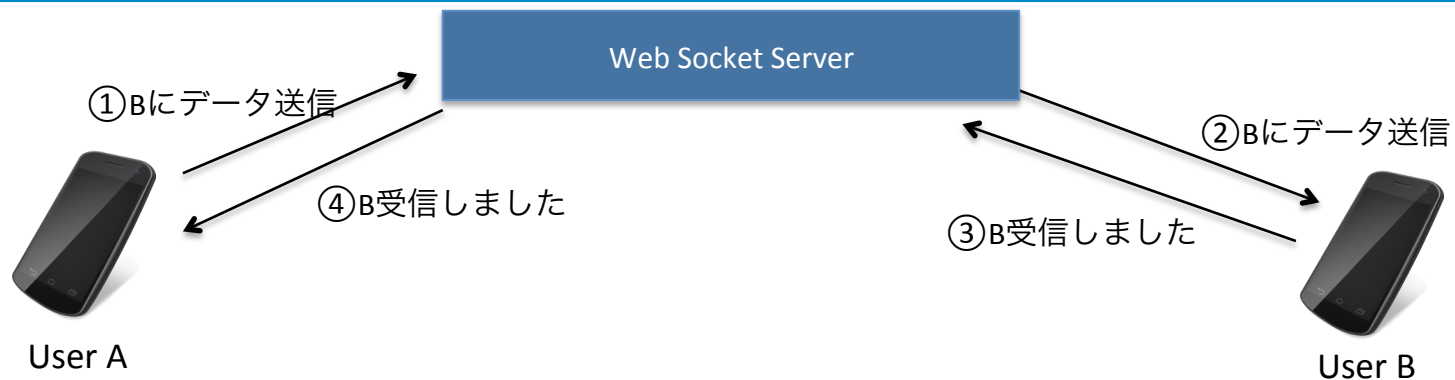 Web Socket Server
①Bにデータ送信
②Bにデータ送信
④B受信しました
③B受信しました
User A
User B